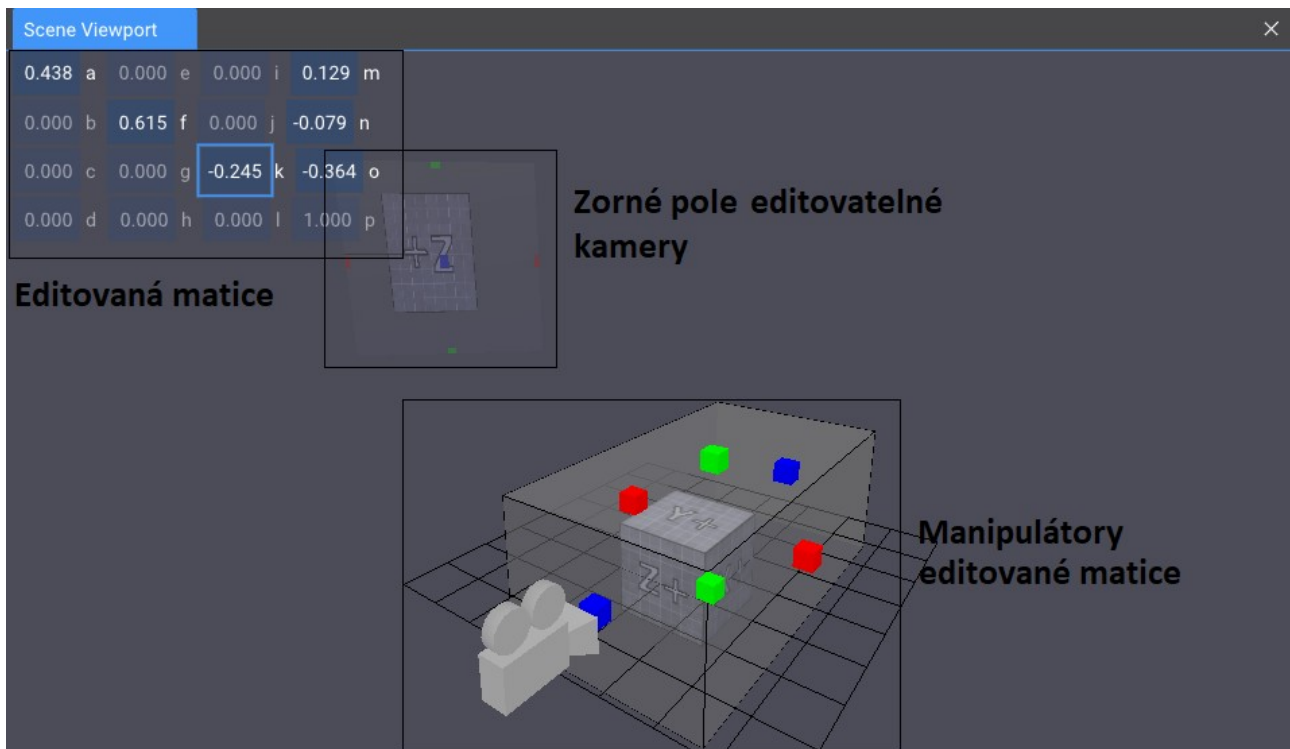 Scene Viewport
0.438 a 0.000 e 0.000 i 0.129 m
0.000 b 0.615 f 0.000 j -0.079 n
0.000 c 0.000 g -0.245 k -0.364 o
0.000 d 0.000 h 0.000 l 1.000 p
+Z
Zorné pole editovatelné
kamery
Editovaná matice
Y+
Z+
Manipulátory
editované matice